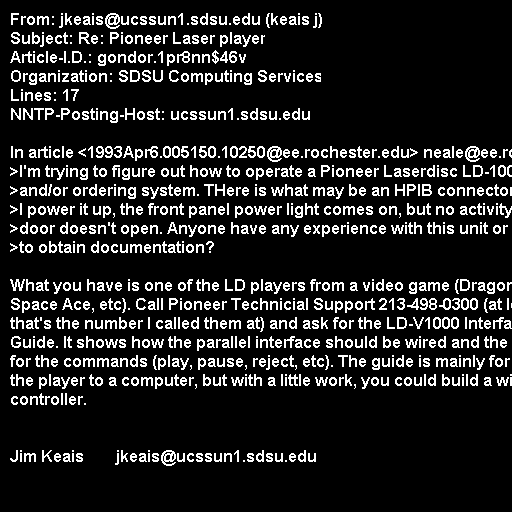 From: jkeais@ucssun1.sdsu.edu (keais j)
Subject: Re: Pioneer Laser player
Article-I.D.: gondor.1pr8nn$46v
Organization: SDSU Computing Services
Lines: 17
NNTP-Posting-Host: ucssun1.sdsu.edu

In article <1993Apr6.005150.10250@ee.rochester.edu> neale@ee.ro
>I'm trying to figure out how to operate a Pioneer Laserdisc LD-100
>and/or ordering system. THere is what may be an HPIB connector
>I power it up, the front panel power light comes on, but no activity
>door doesn't open. Anyone have any experience with this unit or
>to obtain documentation?

What you have is one of the LD players from a video game (Dragon
Space Ace, etc). Call Pioneer Technicial Support 213-498-0300 (at l
that's the number I called them at) and ask for the LD-V1000 Interfa
Guide. It shows how the parallel interface should be wired and the
for the commands (play, pause, reject, etc). The guide is mainly for
the player to a computer, but with a little work, you could build a wi
controller.

Jim Keais jkeais@ucssun1.sdsu.edu